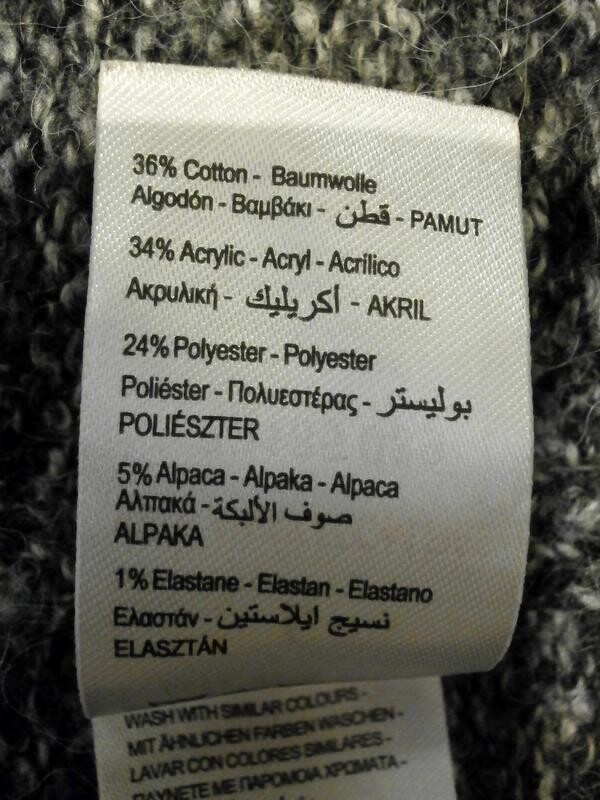 36% Cotton - Baumwolle
Algodón - Βαμβάκι - قطن - PAMUT
34% Acrylic - Acryl - Acrílico
Ακρυλική - أكريليك - AKRIL
24% Polyester - Polyester
Poliéster - Πολυεστέρας - بوليستر
POLIÉSZTER
5% Alpaca - Alpaka - Alpaca
Αλπακά - صوف الألبكة
ALPAKA
1% Elastane - Elastan - Elastano
Ελαστάν - نسيج ايلاستين
ELASZTÁN
WASH WITH SIMILAR COLOURS -
MIT ÄHNLICHEN FARBEN WASCHEN -
LAVAR CON COLORES SIMILARES -
ΠΛΥΝΕΤΕ ΜΕ ΠΑΡΟΜΟΙΑ ΧΡΩΜΑΤΑ -